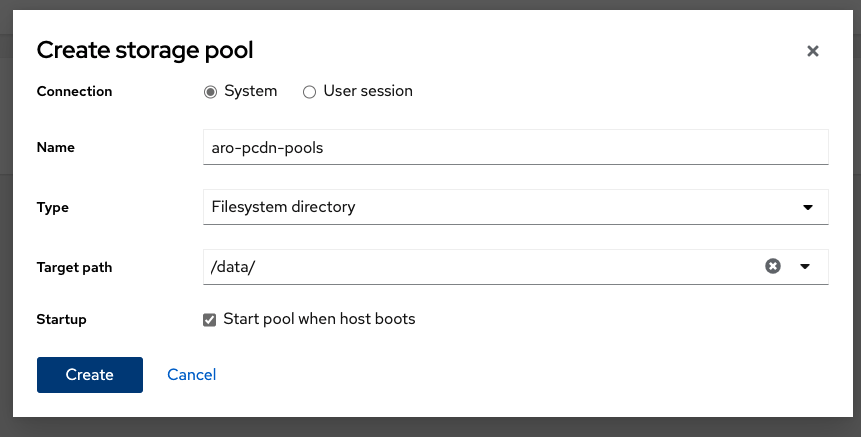 Create storage pool
Connection System User session
Name aro-pcdn-pools
Type Filesystem directory
Target path /data/
Startup Start pool when host boots
Create Cancel